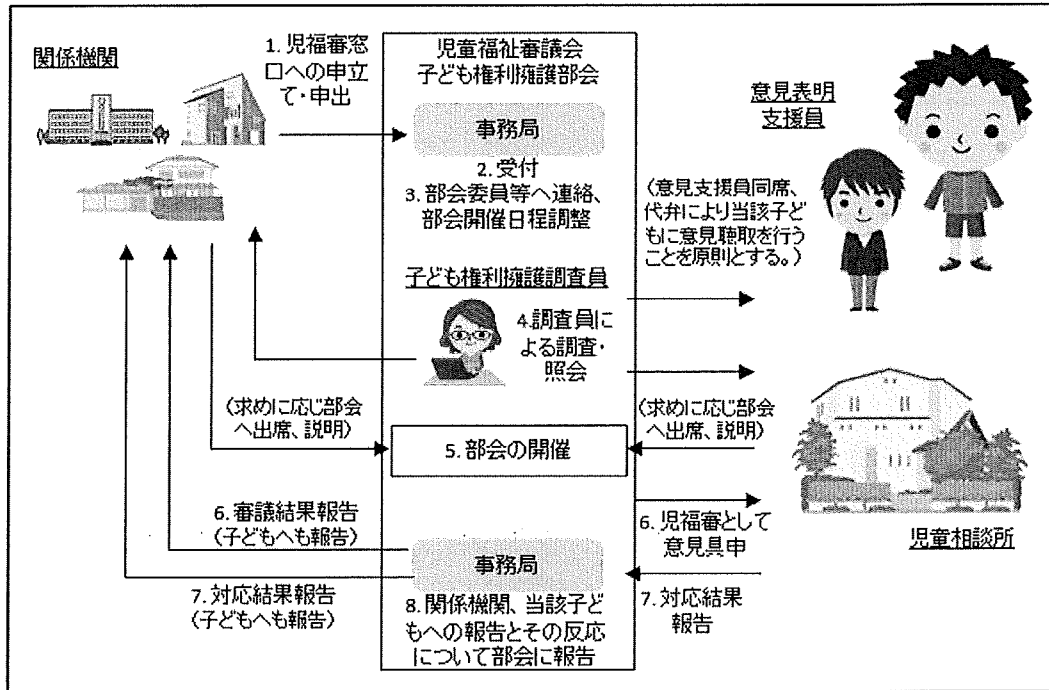 関係機関
1. 児福審窓
口への申立
て・申出
児童福祉審議会
子ども権利擁護部会
事務局
2. 受付
3. 部会委員等へ連絡、
部会開催日程調整
意見表明
支援員
(意見支援員同席、
代弁により当該子ど
もに意見聴取を行う
ことを原則とする。)
子ども権利擁護調査員
4.調査員に
よる調査・
照会
(求めに応じ部会
へ出席、説明)
5. 部会の開催
(求めに応じ部会
へ出席、説明)
児童相談所
6. 審議結果報告
(子どもへも報告)
6. 児福審として
意見具申
事務局
7. 対応結果報告
(子どもへも報告)
7. 対応結果
報告
8. 関係機関、当該子ど
もへの報告とその反応
について部会に報告